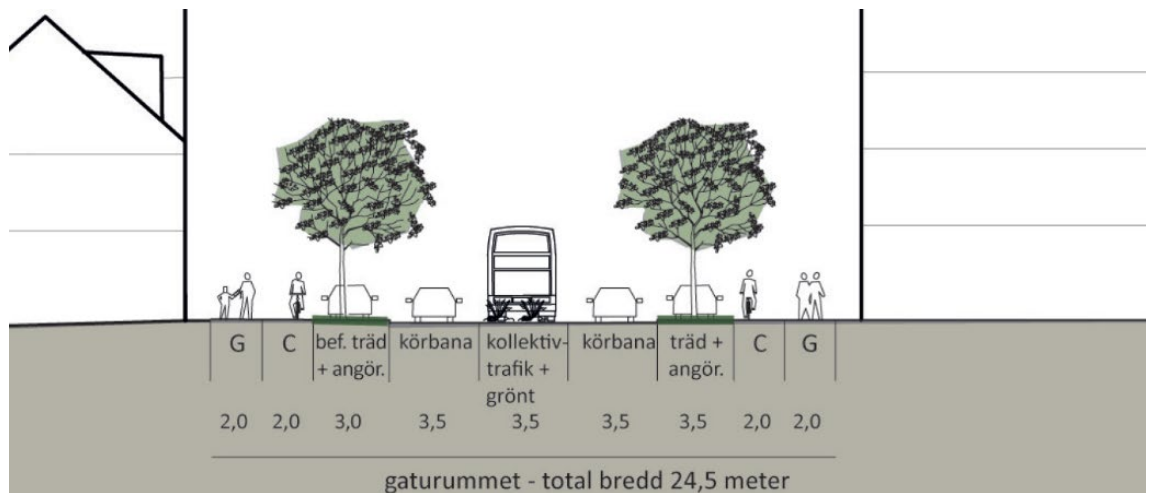 G C bef. träd körbana kollektiv- körbana träd + C G
+ angör. trafik + angör.
grönt
2,0 2,0 3,0 3,5 3,5 3,5 3,5 2,0 2,0
gaturummet - total bredd 24,5 meter